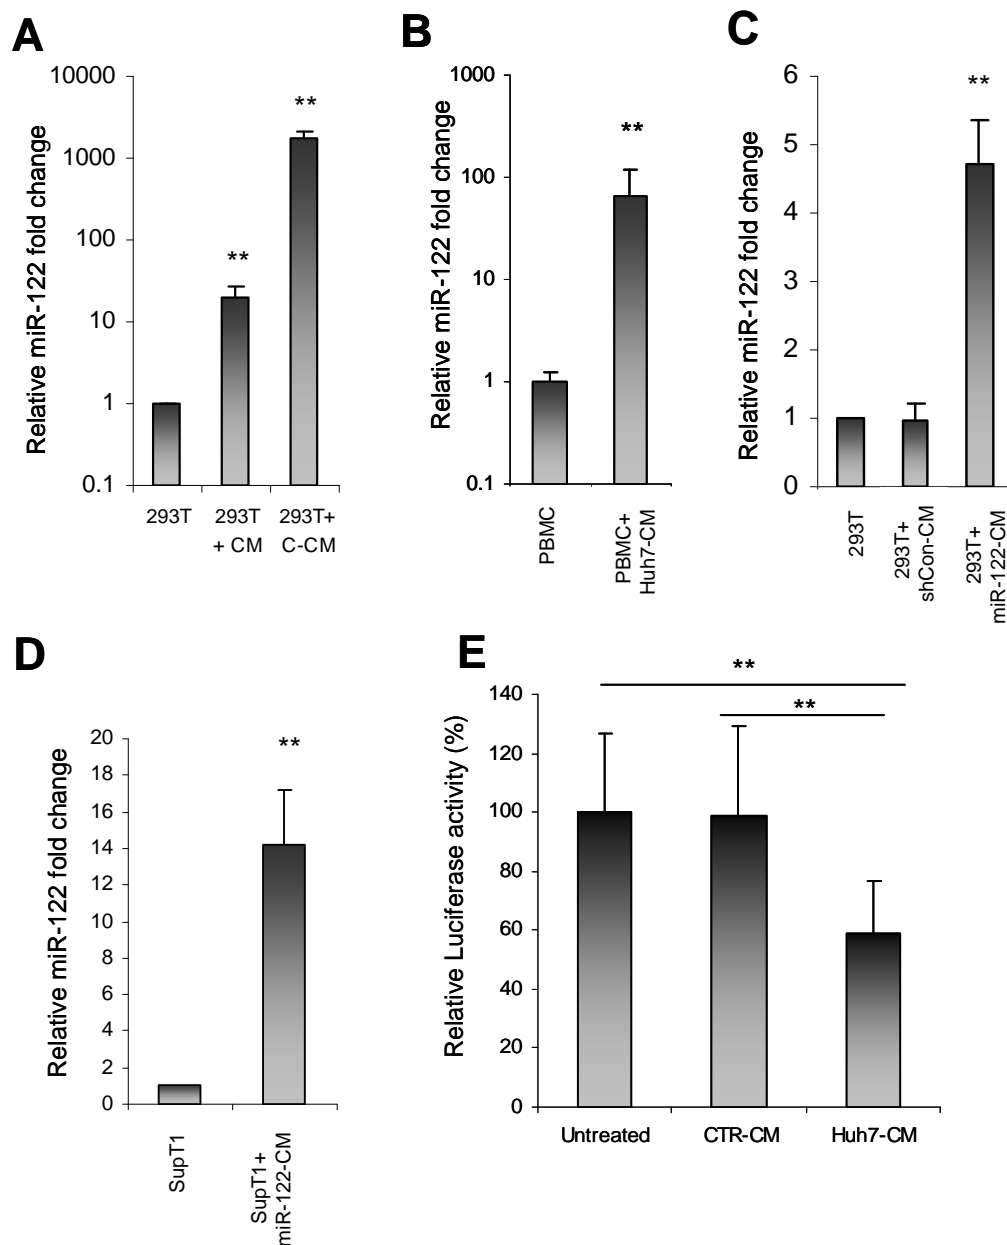 A
Relative miR-122 fold change
10000
1000
100
10
1
0.1
**
**
293T
293T
+ CM
293T+
C-CM
B
Relative miR-122 fold change
1000
100
10
1
0.1
**
PBMC
PBMC+
Huh7-CM
C
Relative miR-122 fold change
6
5
4
3
2
1
0
**
293T
293T+
shCon-CM
293T+
miR-122-CM
D
Relative miR-122 fold change
20
18
16
14
12
10
8
6
4
2
0
**
SupT1
SupT1+
miR-122-CM
E
Relative Luciferase activity (%)
140
120
100
80
60
40
20
0
**
**
Untreated
CTR-CM
Huh7-CM